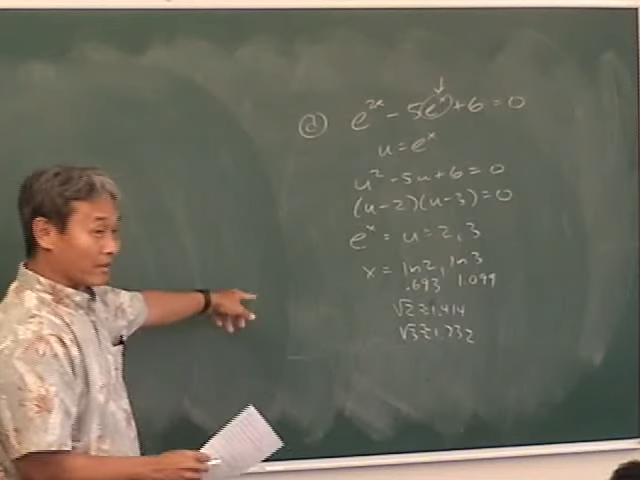 ⓓ e^{2x} - 5e^x + 6 = 0
u = e^x
u² - 5u + 6 = 0
(u-2)(u-3) = 0
e^x = u = 2, 3
x = ln2, ln3
.693 1.099
√2 ≈ 1.414
√3 ≈ 1.732